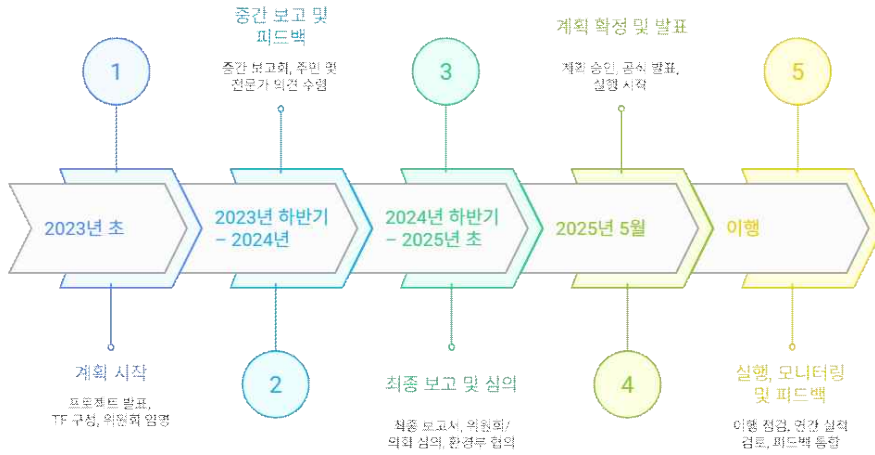 1
2023년 초
계획 시작
프로젝트 발표,
TF 구성, 위원회 임명
중간 보고 및
피드백
중간 보고회, 주민 및
전문가 의견 수렴
2023년 하반기
– 2024년
2
3
2024년 하반기
– 2025년 초
최종 보고 및 심의
최종 보고서, 위원회/
의회 심의, 환경부 협의
계획 확정 및 발표
계획 승인, 공식 발표,
실행 시작
2025년 5월
4
5
이행
실행, 모니터링
및 피드백
이행 점검, 연간 실적
검토, 피드백 통합